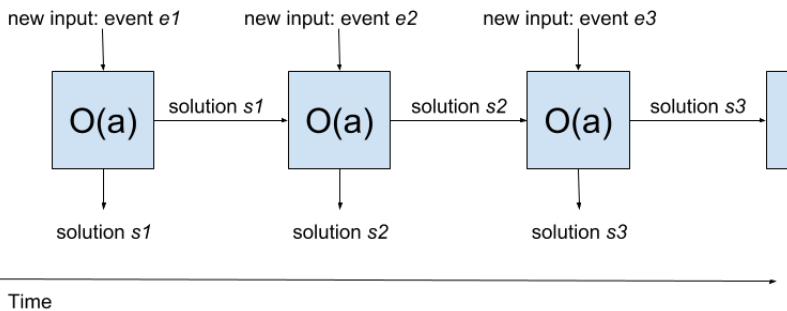 new input: event e1
new input: event e2
new input: event e3
O(a)
solution s1
O(a)
solution s2
O(a)
solution s3
solution s1
solution s2
solution s3
Time